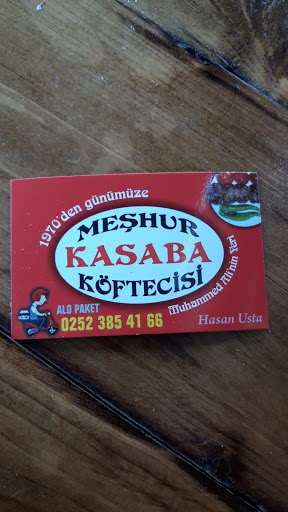 1970'den günümüze
MEŞHUR
KASABA
KÖFTECİSİ
Muhammed Ali'nin Yeri
ALO PAKET
0252 385 41 66
Hasan Usta